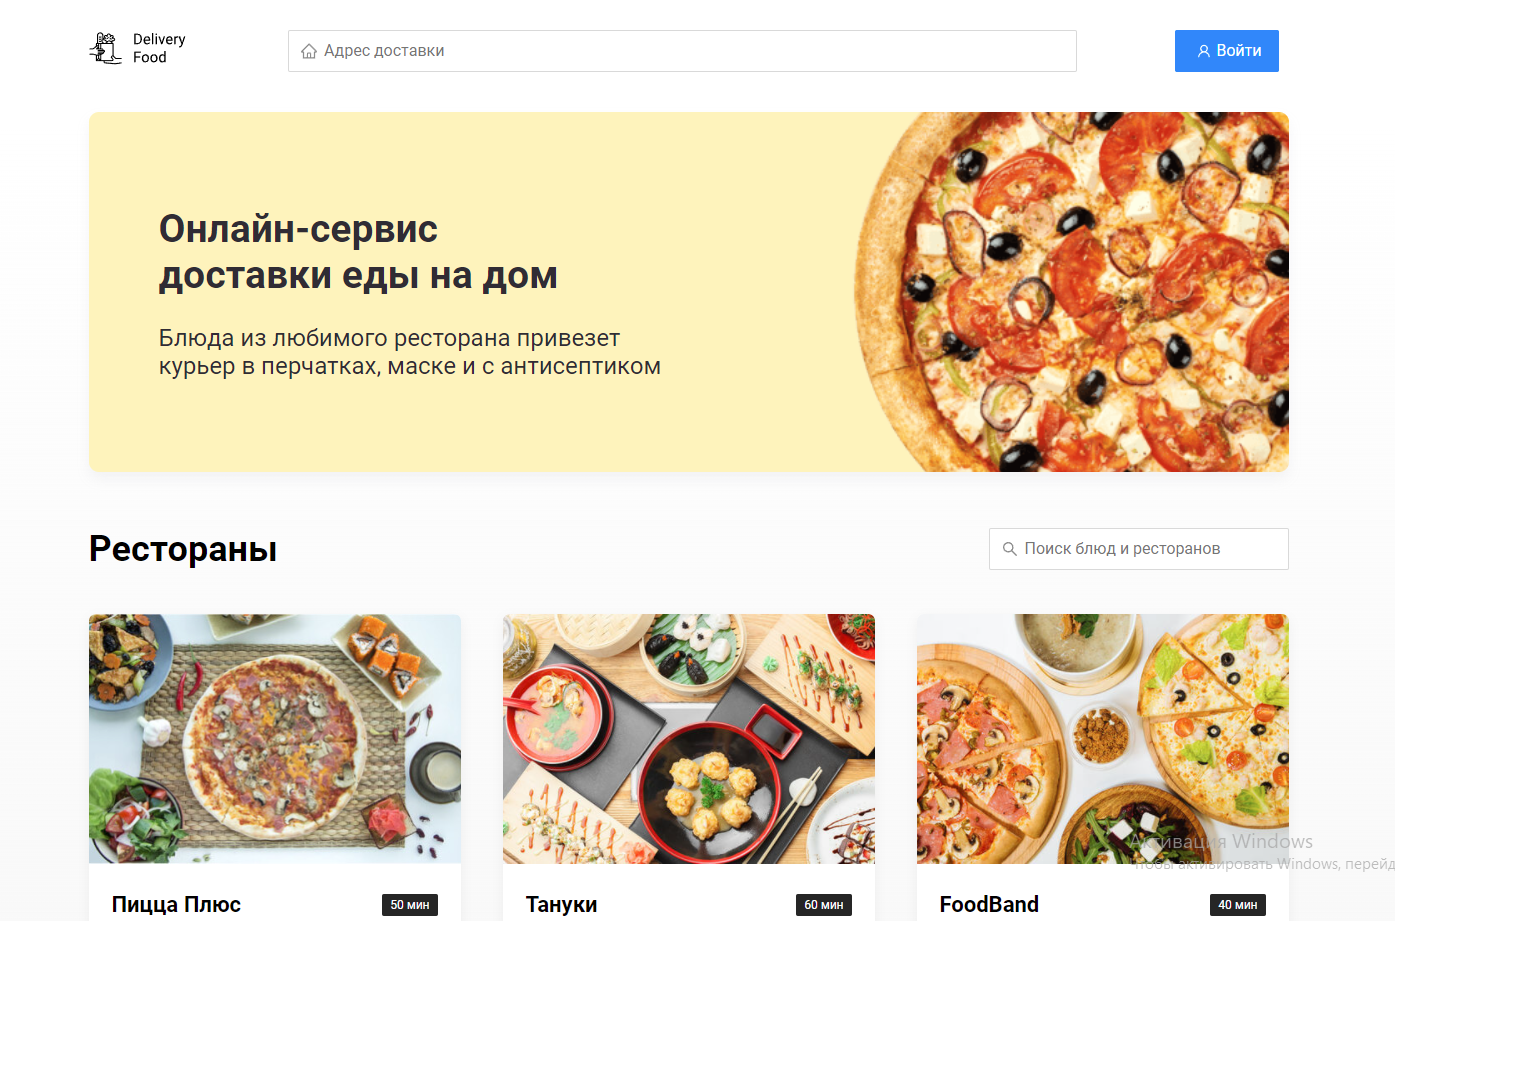 Delivery
Food
Адрес доставки
Войти
Онлайн-сервис
доставки еды на дом
Блюда из любимого ресторана привезет
курьер в перчатках, маске и с антисептиком
Рестораны
Поиск блюд и ресторанов
Активация Windows
Чтобы активировать Windows, перейд
Пицца Плюс
50 мин
Тануки
60 мин
FoodBand
40 мин